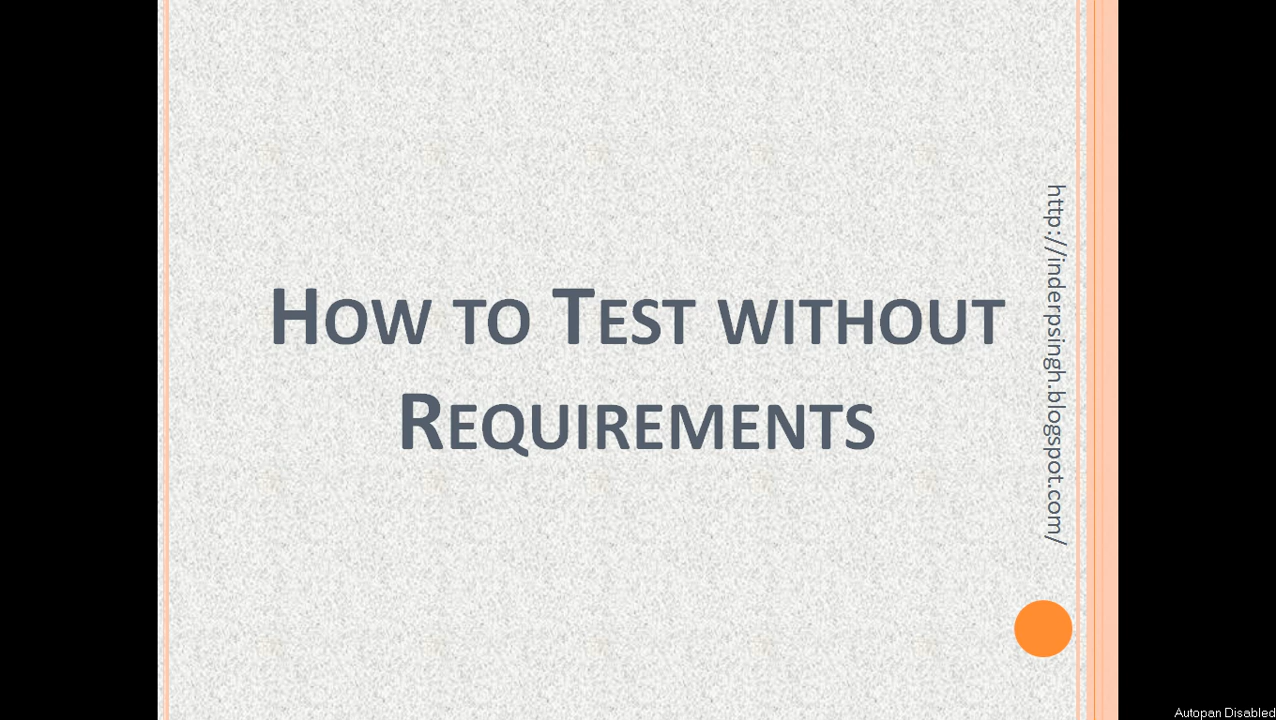 How to Test without
Requirements
http://inderpsingh.blogspot.com/
Autopan Disabled